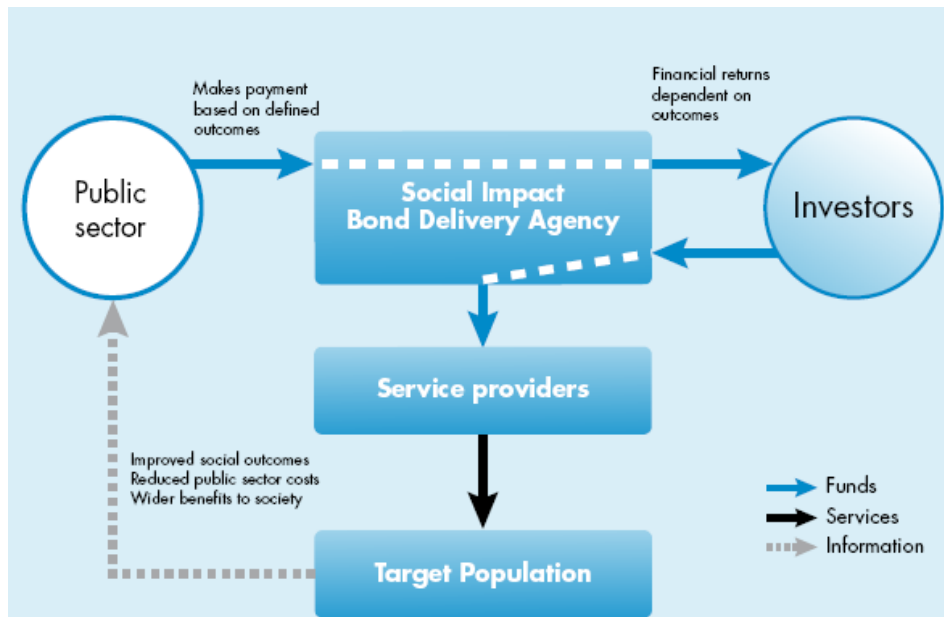 Makes payment
based on defined
outcomes
Financial returns
dependent on
outcomes
Public
sector
Social Impact
Bond Delivery Agency
Investors
Service providers
Improved social outcomes
Reduced public sector costs
Wider benefits to society
Target Population
Funds
Services
Information